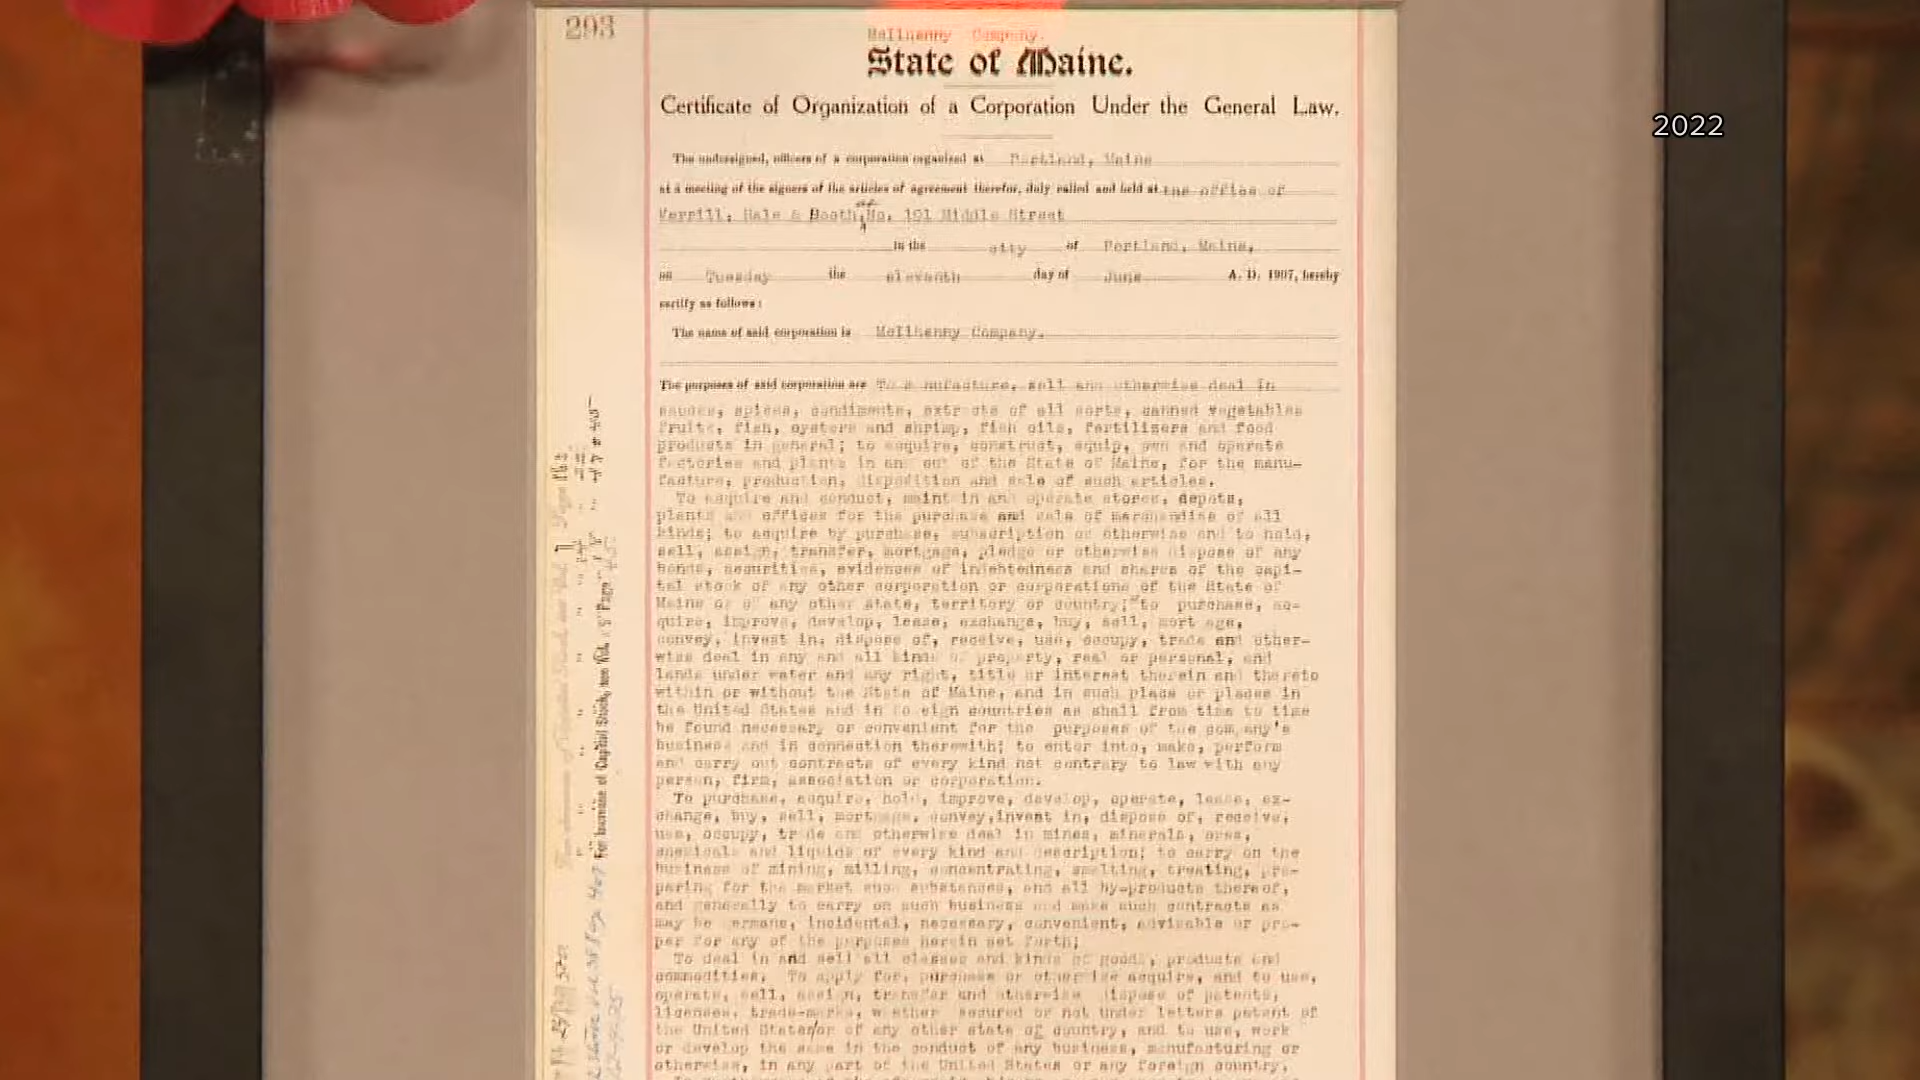 293
McIlhenny Company.
State of Maine.
Certificate of Organization of a Corporation Under the General Law.
2022
The undersigned, officers of a corporation organized at Portland, Maine
at a meeting of the signers of the articles of agreement therefor, duly called and held at the office of
Verrill, Hale & Booth, at No. 191 Middle Street
in the city of Portland, Maine,
on Tuesday the eleventh day of June A. D. 1907, hereby
certify as follows:
The name of said corporation is McIlhenny Company.
The purposes of said corporation are To manufacture, sell and otherwise deal in
sauces, spices, condiments, extracts of all sorts, canned vegetables
fruits, fish, oysters and shrimp, fish oils, fertilizers and food
products in general; to acquire, construct, equip, own and operate
factories and plants in and out of the State of Maine, for the manu-
facture, production, disposition and sale of such articles.
To acquire and conduct, maintain and operate stores, depots,
plants and offices for the purchase and sale of merchandise of all
kinds; to acquire by purchase, subscription or otherwise and to hold,
sell, assign, transfer, mortgage, pledge or otherwise dispose of any
bonds, securities, evidences of indebtedness and shares of the capi-
tal stock of any other corporation or corporations of the State of
Maine or of any other state, territory or country; to purchase, ac-
quire, improve, develop, lease, exchange, buy, sell, mortgage,
convey, invest in, dispose of, receive, use, occupy, trade and other-
wise deal in any and all kinds of property, real or personal, and
lands under water and any right, title or interest therein and thereto
within or without the State of Maine, and in such place or places in
the United States and in foreign countries as shall from time to time
be found necessary or convenient for the purposes of the company's
business and in connection therewith; to enter into, make, perform
and carry out contracts of every kind not contrary to law with any
person, firm, association or corporation.
To purchase, acquire, hold, improve, develop, operate, lease, ex-
change, buy, sell, mortgage, convey, invest in, dispose of, receive,
use, occupy, trade and otherwise deal in mines, minerals, ores,
chemicals and liquids of every kind and description; to carry on the
business of mining, milling, concentrating, smelting, treating, pre-
paring for the market such substances, and all by-products thereof,
and generally to carry on such business and make such contracts as
may be germane, incidental, necessary, convenient, advisable or pro-
per for any of the purposes herein set forth;
To deal in and sell all classes and kinds of goods, products and
commodities. To apply for, purchase or otherwise acquire, and to use,
operate, sell, assign, transfer and otherwise dispose of patents,
licenses, trade-marks, whether secured or not under letters patent of
the United States/or of any other state or country, and to use, work
or develop the same in the conduct of any business, manufacturing or
otherwise, in any part of the United States or any foreign country.
For Increase of Capital Stock, see Vol.